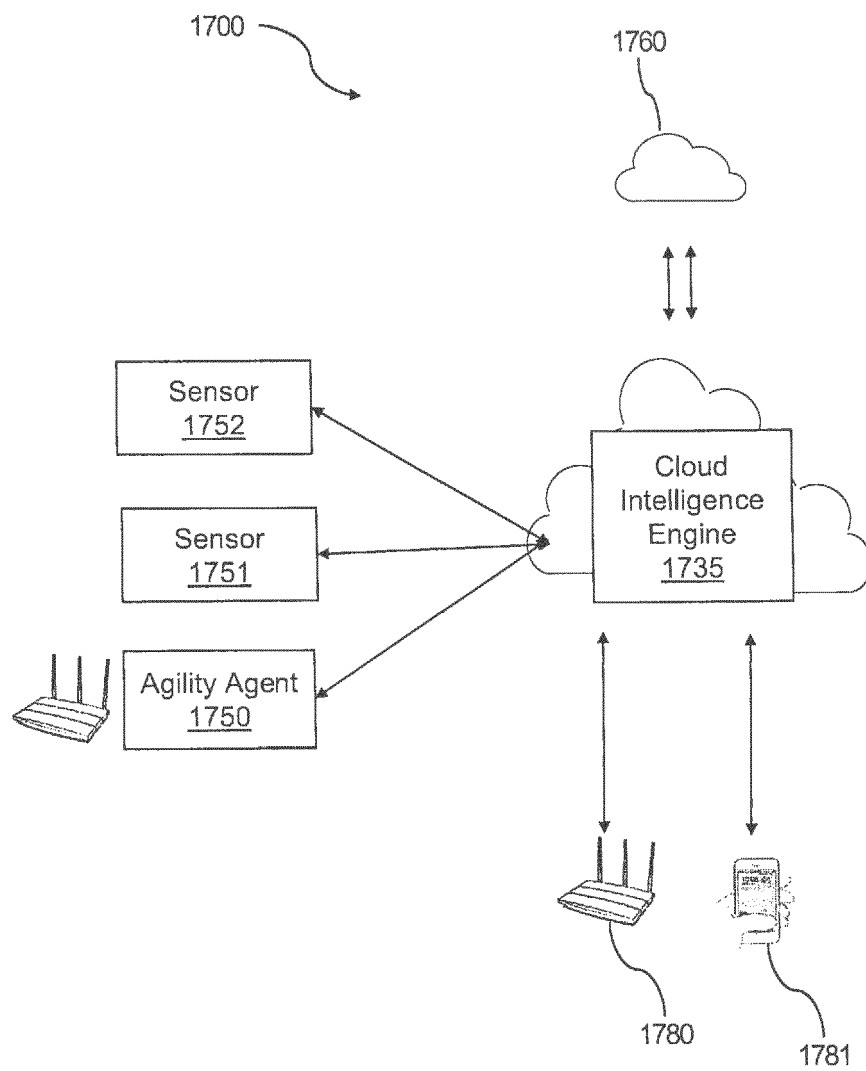 1700
1760
Sensor
1752
Cloud
Intelligence
Engine
1735
Sensor
1751
Agility Agent
1750
1780
1781